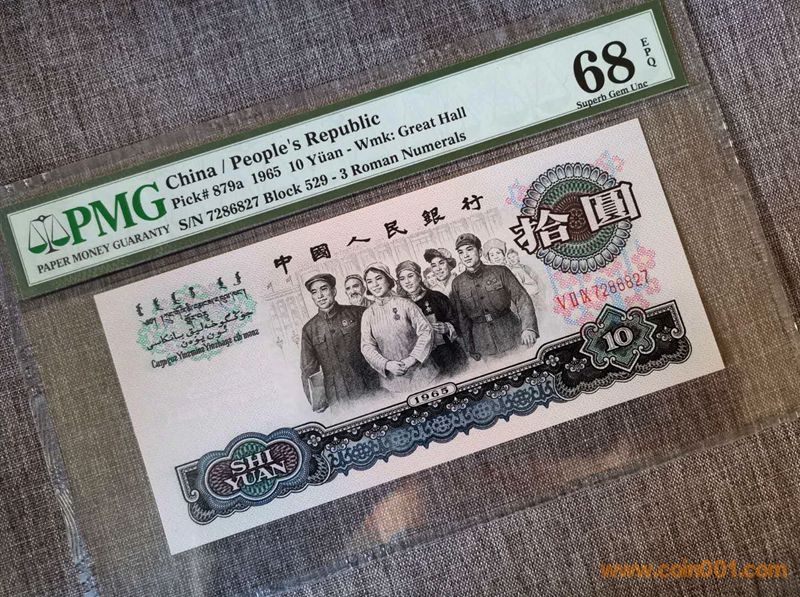 PMG
PAPER MONEY GUARANTY
China / People's Republic
Pick# 879a 1965 10 Yüan - Wmk: Great Hall
S/N 7286827 Block 529 - 3 Roman Numerals
68 EPQ
Superb Gem Unc
中國人民銀行
拾圓
7286827
10
1965
SHI
YUAN
www.coin001.com